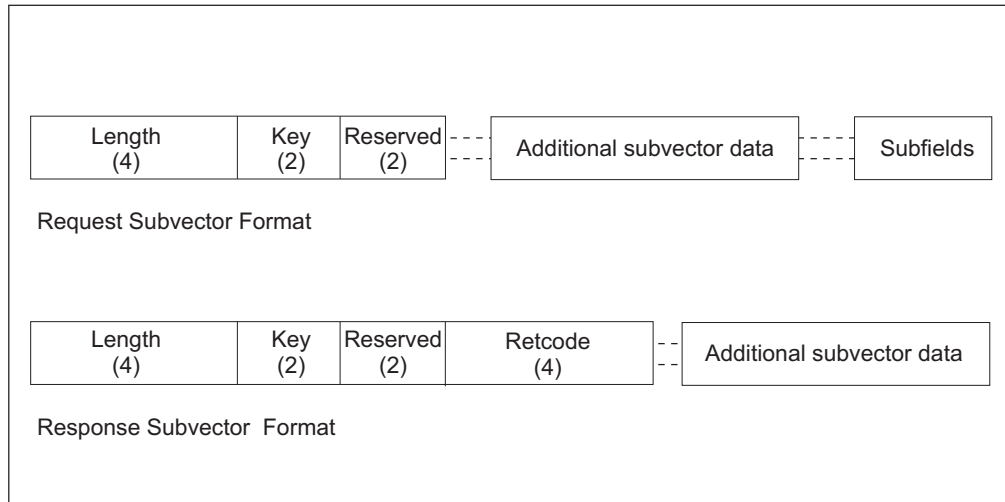 Length Key Reserved
(4) (2) (2)
Additional subvector data
Subfields
Request Subvector Format
Length Key Reserved Retcode
(4) (2) (2) (4)
Additional subvector data
Response Subvector Format